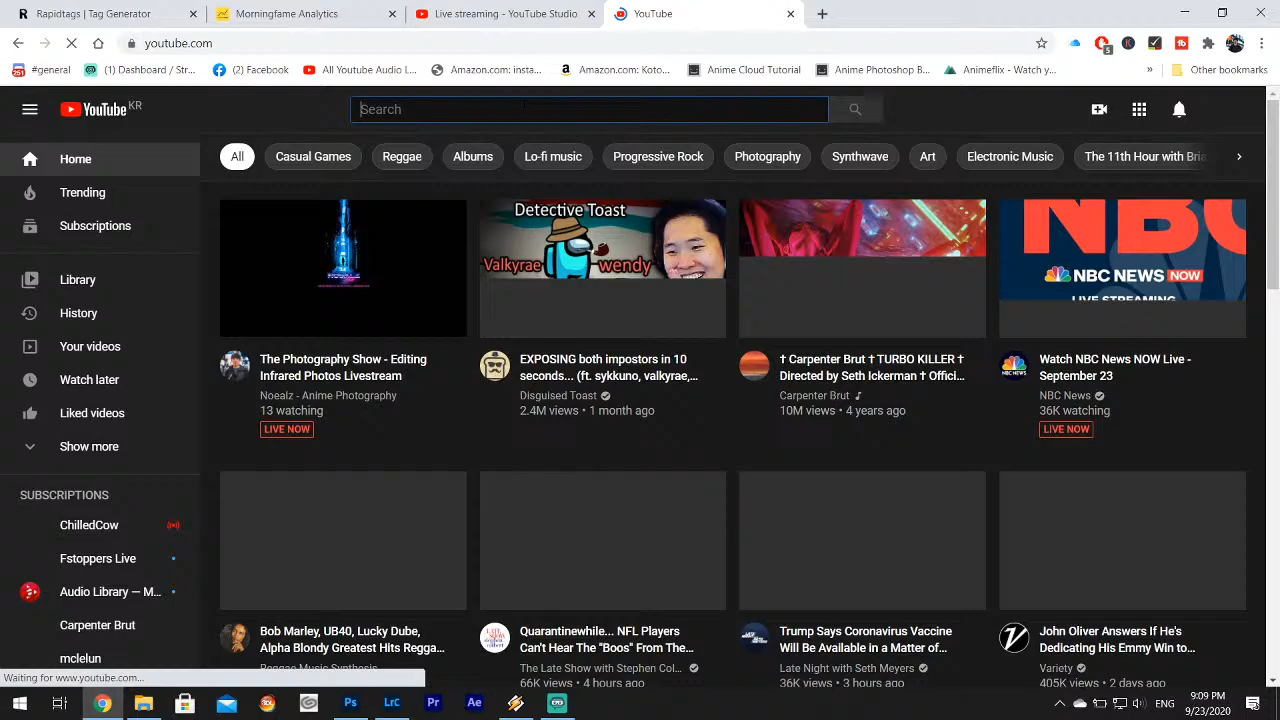 Rapidtags | Tag Generator
Morningfame Analytics
Live streaming - YouTube Studio
YouTube
youtube.com
5
#general
(1) Dashboard / Str...
(2) Facebook
All Youtube Audio L...
Amazon.com: insta...
Amazon.com: Koto...
Anime Cloud Tutorial
Anime Photoshop B...
Animeflix - Watch y...
Other bookmarks
YouTube KR
Search
Home
Trending
Subscriptions
Library
History
Your videos
Watch later
Liked videos
Show more
SUBSCRIPTIONS
ChilledCow
Fstoppers Live
Audio Library — M...
Carpenter Brut
mclelun
All
Casual Games
Reggae
Albums
Lo-fi music
Progressive Rock
Photography
Synthwave
Art
Electronic Music
The 11th Hour with Bria
The Photography Show - Editing
Infrared Photos Livestream
Noealz - Anime Photography
13 watching
LIVE NOW
Detective Toast
Valkyrae
wendy
EXPOSING both impostors in 10
seconds... (ft. sykkuno, valkyrae,...
Disguised Toast
2.4M views • 1 month ago
† Carpenter Brut † TURBO KILLER †
Directed by Seth Ickerman † Offici...
Carpenter Brut
10M views • 4 years ago
NBC
NBC NEWS NOW
LIVE STREAMING
Watch NBC News NOW Live -
September 23
NBC News
36K watching
LIVE NOW
Bob Marley, UB40, Lucky Dube,
Alpha Blondy Greatest Hits Regga...
Reggae Music Synthesis
Quarantinewhile... NFL Players
Can't Hear The "Boos" From The...
The Late Show with Stephen Col...
66K views • 4 hours ago
Trump Says Coronavirus Vaccine
Will Be Available in a Matter of...
Late Night with Seth Meyers
36K views • 3 hours ago
John Oliver Answers If He's
Dedicating His Emmy Win to...
Variety
405K views • 2 days ago
Waiting for www.youtube.com...
Ps
Lrc
Pr
Ae
ENG
9:09 PM
9/23/2020